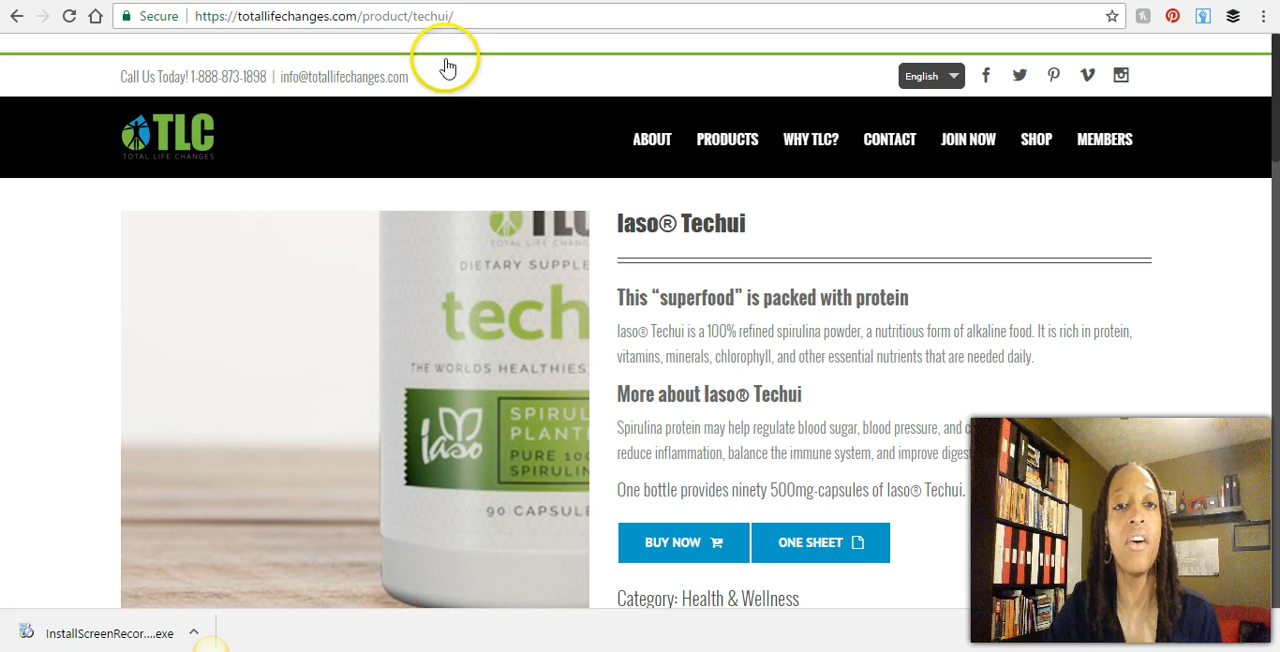 Secure
https://totallifechanges.com/product/techui/
Call Us Today! 1-888-873-1898 | info@totallifechanges.com
English
TLC
TOTAL LIFE CHANGES
ABOUT PRODUCTS WHY TLC? CONTACT JOIN NOW SHOP MEMBERS
TOTAL LIFE CHANGES
DIETARY SUPPLE
tech
THE WORLDS HEALTHIES
Iaso
SPIRUL
PLANT
PURE 10
SPIRULIN
90 CAPSULE
Iaso® Techui
This “superfood” is packed with protein
Iaso® Techui is a 100% refined spirulina powder, a nutritious form of alkaline food. It is rich in protein,
vitamins, minerals, chlorophyll, and other essential nutrients that are needed daily.
More about Iaso® Techui
Spirulina protein may help regulate blood sugar, blood pressure, and
reduce inflammation, balance the immune system, and improve
One bottle provides ninety 500mg-capsules of Iaso® Techui.
BUY NOW ONE SHEET
Category: Health & Wellness
InstallScreenRecor....exe